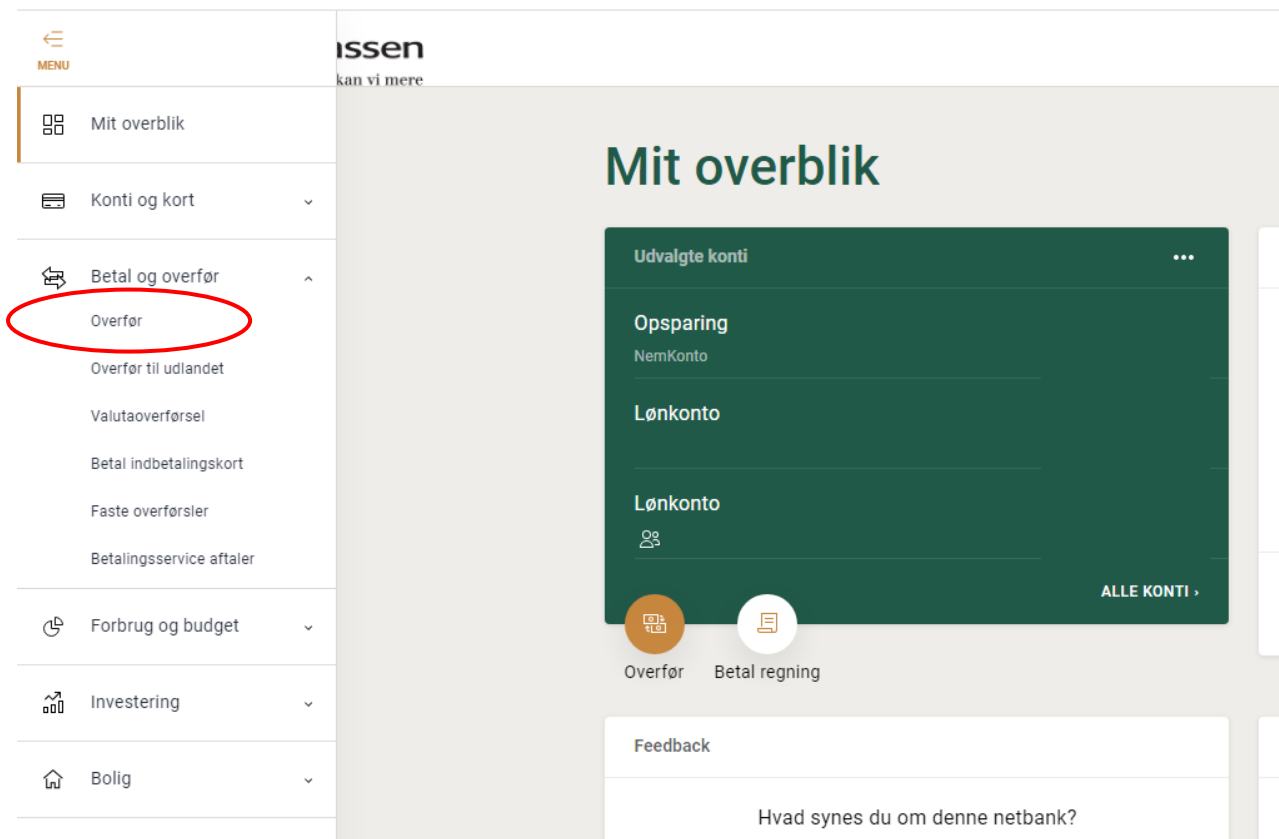 MENU
Mit overblik
Konti og kort
Betal og overfør
Overfør
Overfør til udlandet
Valutaoverførsel
Betal indbetalingskort
Faste overførsler
Betalingsservice aftaler
Forbrug og budget
Investering
Bolig
ssen
kan vi mere
Mit overblik
Udvalgte konti
Opsparing
NemKonto
Lønkonto
Lønkonto
ALLE KONTI ›
Overfør Betal regning
Feedback
Hvad synes du om denne netbank?